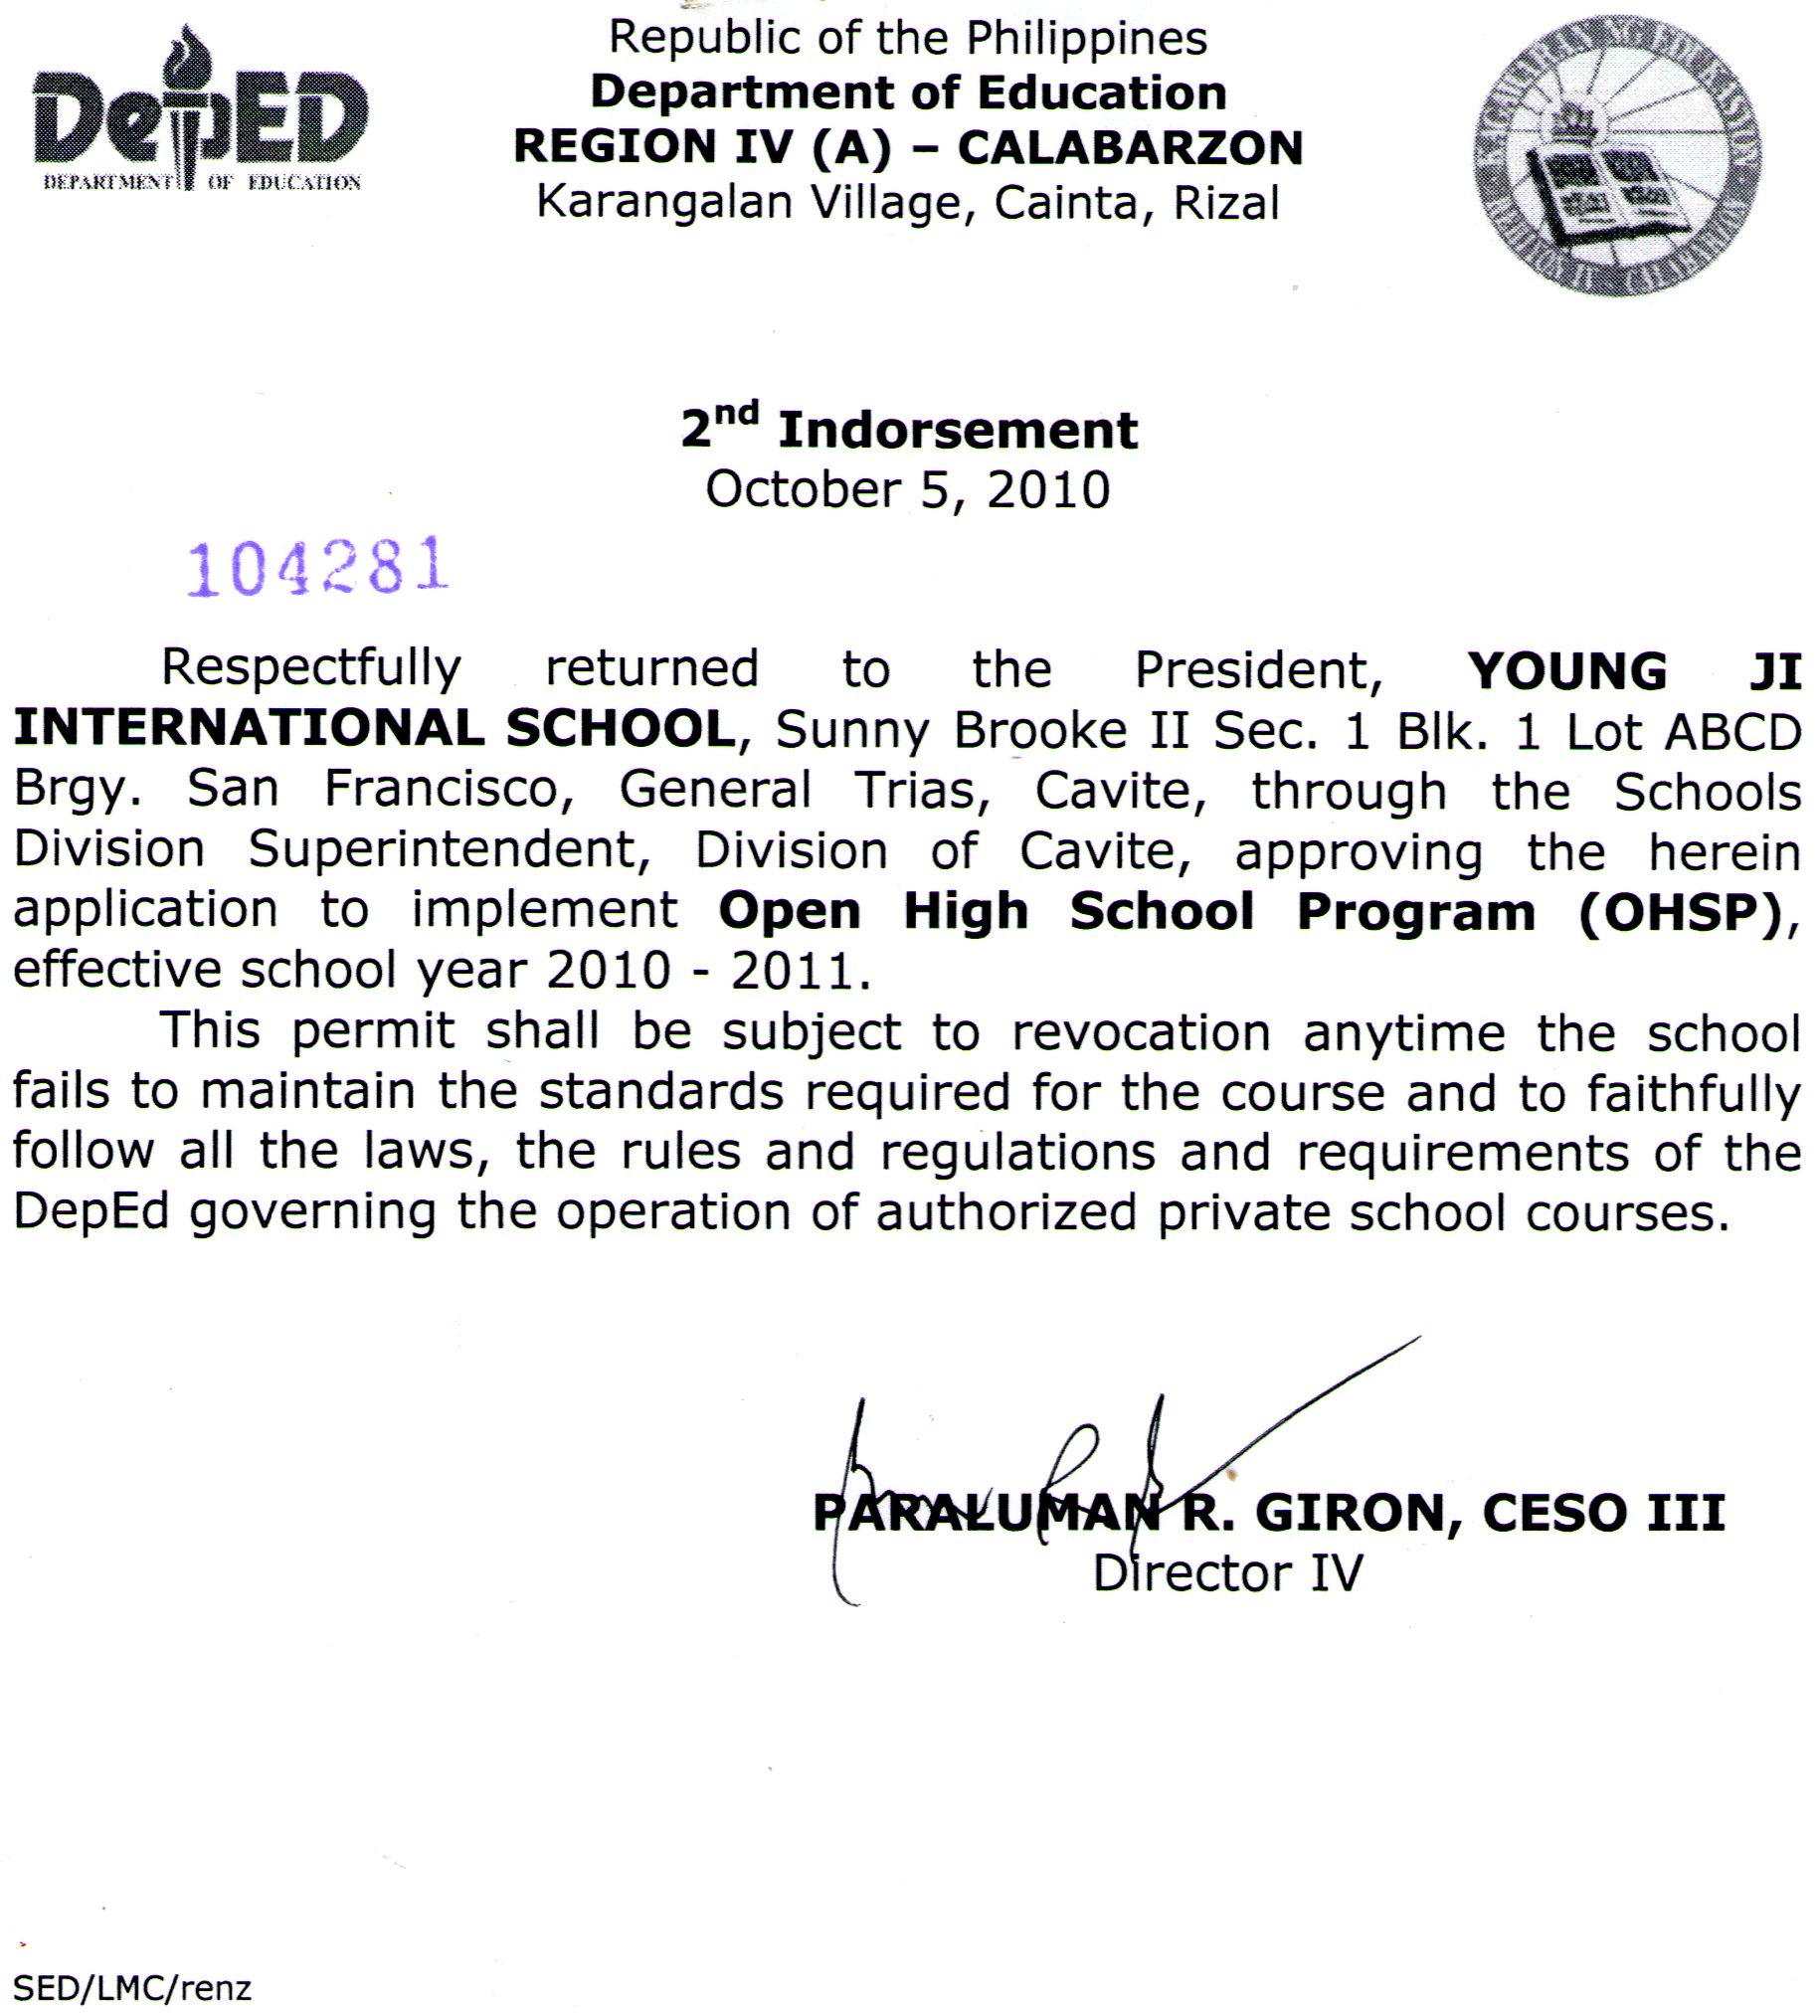 DepED
DEPARTMENT OF EDUCATION
Republic of the Philippines
Department of Education
REGION IV (A) – CALABARZON
Karangalan Village, Cainta, Rizal
2nd Indorsement
October 5, 2010
104281
Respectfully returned to the President, YOUNG JI
INTERNATIONAL SCHOOL, Sunny Brooke II Sec. 1 Blk. 1 Lot ABCD
Brgy. San Francisco, General Trias, Cavite, through the Schools
Division Superintendent, Division of Cavite, approving the herein
application to implement Open High School Program (OHSP),
effective school year 2010 - 2011.
This permit shall be subject to revocation anytime the school
fails to maintain the standards required for the course and to faithfully
follow all the laws, the rules and regulations and requirements of the
DepEd governing the operation of authorized private school courses.
PARALUMAN R. GIRON, CESO III
Director IV
SED/LMC/renz